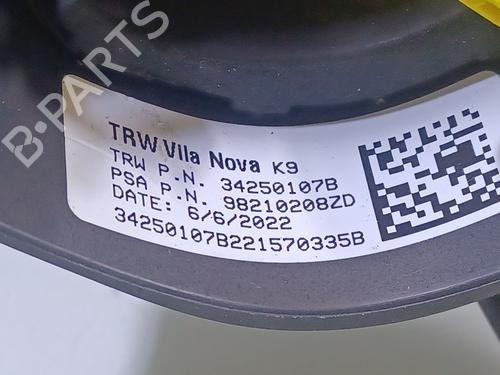 B-PARTS
TRW Vila Nova K9
TRW P.N. 34250107B
PSA P.N. 98210208ZD
DATE: 6/6/2022
34250107B221570335B